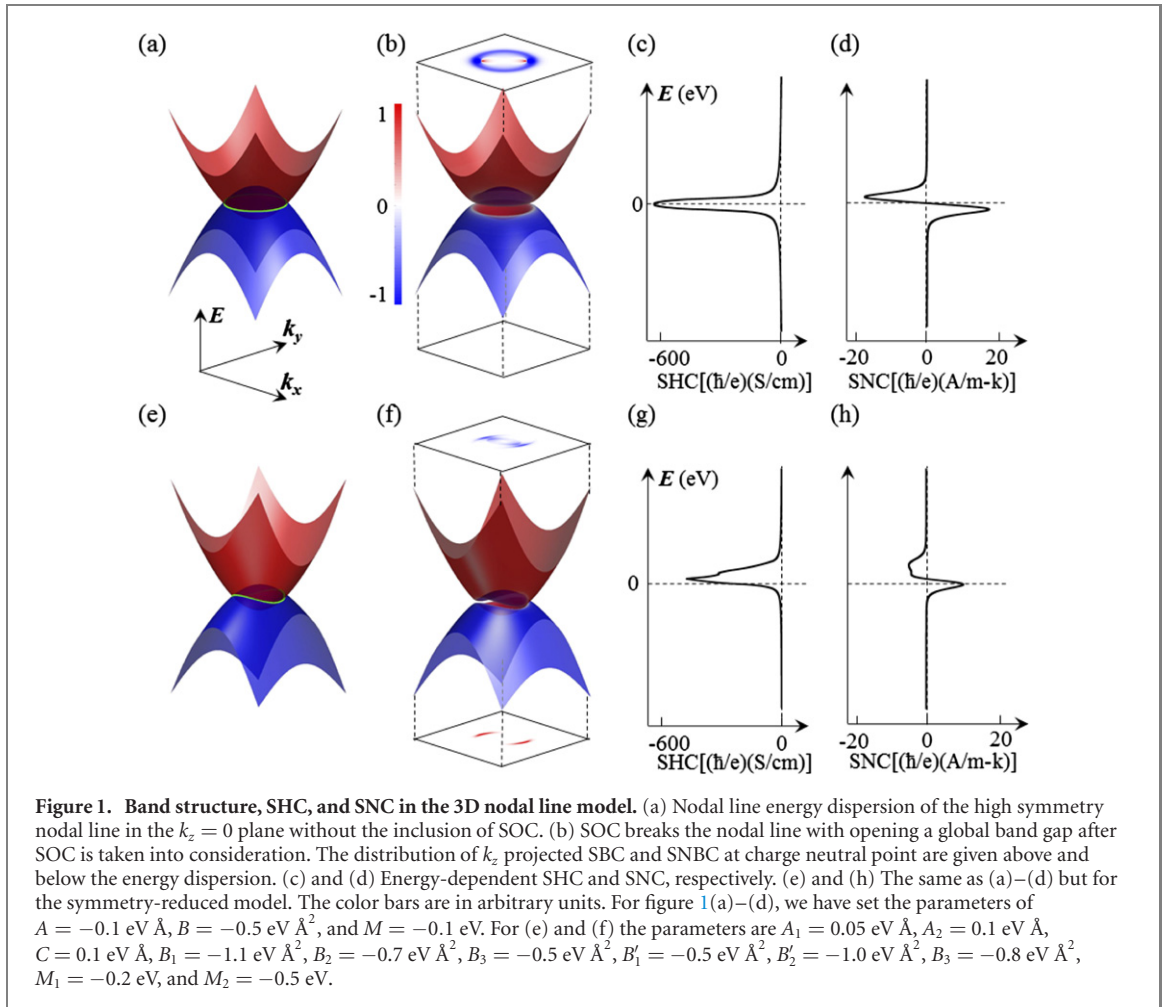 (a)
(b)
(c)
(d)
1
0
-1
E
k_y
k_x
E (eV)
0
-600
0
SHC[(ħ/e)(S/cm)]
-20
0
20
SNC[(ħ/e)(A/m-k)]
(e)
(f)
(g)
(h)
E (eV)
0
-600
0
SHC[(ħ/e)(S/cm)]
-20
0
20
SNC[(ħ/e)(A/m-k)]
Figure 1. Band structure, SHC, and SNC in the 3D nodal line model. (a) Nodal line energy dispersion of the high symmetry
nodal line in the k_z = 0 plane without the inclusion of SOC. (b) SOC breaks the nodal line with opening a global band gap after
SOC is taken into consideration. The distribution of k_z projected SBC and SNBC at charge neutral point are given above and
below the energy dispersion. (c) and (d) Energy-dependent SHC and SNC, respectively. (e) and (h) The same as (a)–(d) but for
the symmetry-reduced model. The color bars are in arbitrary units. For figure 1(a)–(d), we have set the parameters of
A = −0.1 eV Å, B = −0.5 eV Å², and M = −0.1 eV. For (e) and (f) the parameters are A₁ = 0.05 eV Å, A₂ = 0.1 eV Å,
C = 0.1 eV Å, B₁ = −1.1 eV Å², B₂ = −0.7 eV Å², B₃ = −0.5 eV Å², B′₁ = −0.5 eV Å², B′₂ = −1.0 eV Å², B₃ = −0.8 eV Å²,
M₁ = −0.2 eV, and M₂ = −0.5 eV.